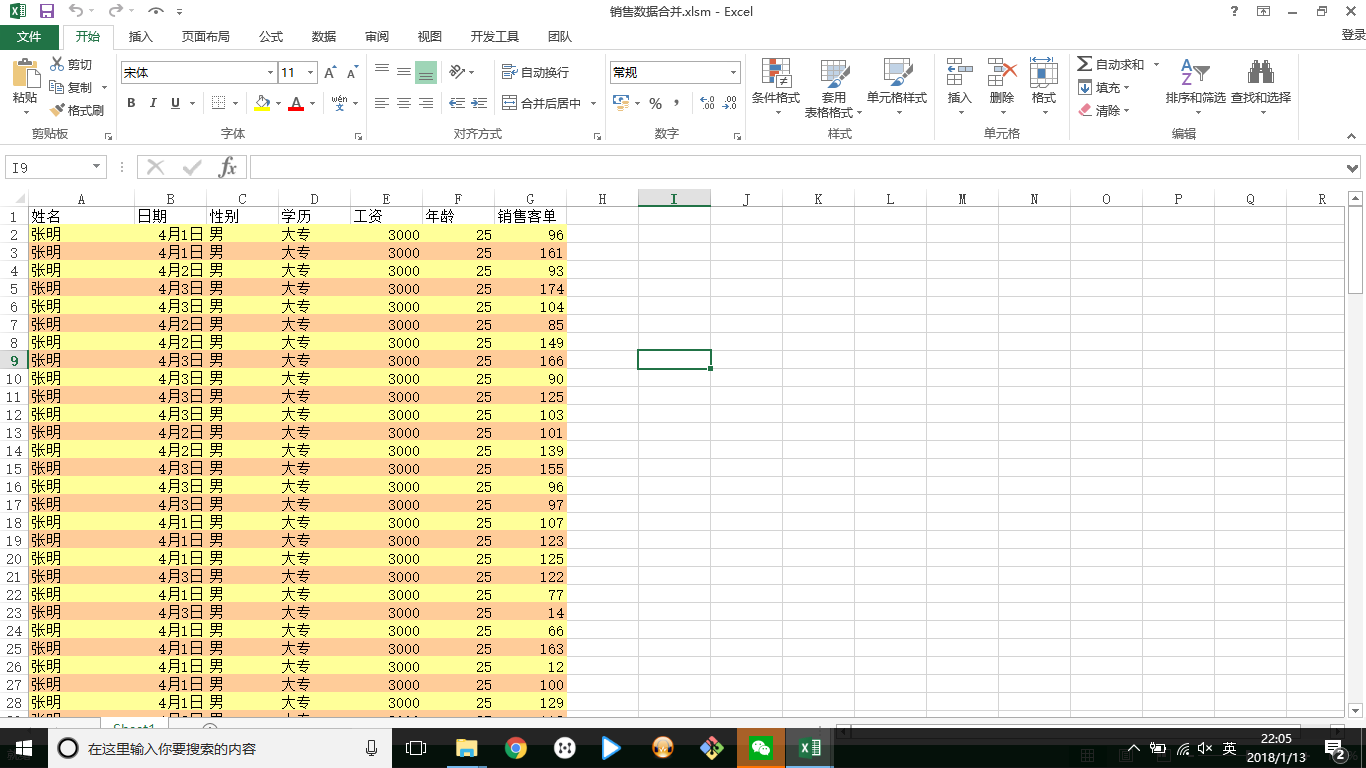 销售数据合并.xlsm - Excel
?
文件 开始 插入 页面布局 公式 数据 审阅 视图 开发工具 团队 登录
粘贴 剪切 复制 格式刷 剪贴板
宋体 11 A A B I U A wén 文 字体
自动换行 合并后居中 对齐方式
常规 % , .0 .00 数字
条件格式 套用 表格格式 单元格样式 样式
插入 删除 格式 单元格
自动求和 填充 清除 排序和筛选 查找和选择 编辑
I9 fx
A B C D E F G H I J K L M N O P Q R
1 姓名 日期 性别 学历 工资 年龄 销售客单
2 张明 4月1日 男 大专 3000 25 96
3 张明 4月1日 男 大专 3000 25 161
4 张明 4月2日 男 大专 3000 25 93
5 张明 4月3日 男 大专 3000 25 174
6 张明 4月3日 男 大专 3000 25 104
7 张明 4月2日 男 大专 3000 25 85
8 张明 4月2日 男 大专 3000 25 149
9 张明 4月3日 男 大专 3000 25 166
10 张明 4月3日 男 大专 3000 25 90
11 张明 4月3日 男 大专 3000 25 125
12 张明 4月3日 男 大专 3000 25 103
13 张明 4月2日 男 大专 3000 25 101
14 张明 4月2日 男 大专 3000 25 139
15 张明 4月3日 男 大专 3000 25 155
16 张明 4月3日 男 大专 3000 25 96
17 张明 4月3日 男 大专 3000 25 97
18 张明 4月1日 男 大专 3000 25 107
19 张明 4月1日 男 大专 3000 25 123
20 张明 4月1日 男 大专 3000 25 125
21 张明 4月3日 男 大专 3000 25 122
22 张明 4月1日 男 大专 3000 25 77
23 张明 4月3日 男 大专 3000 25 14
24 张明 4月1日 男 大专 3000 25 66
25 张明 4月1日 男 大专 3000 25 163
26 张明 4月1日 男 大专 3000 25 12
27 张明 4月1日 男 大专 3000 25 100
28 张明 4月1日 男 大专 3000 25 129
Sheet1
在这里输入你要搜索的内容
英
22:05
2018/1/13
2